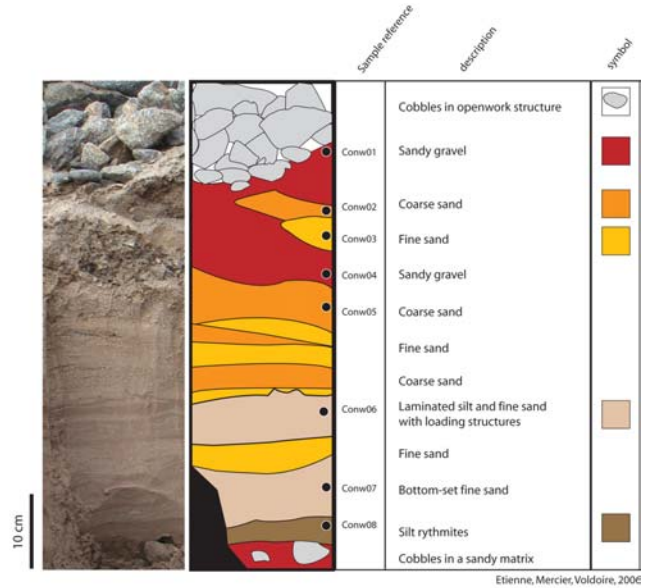 Sample reference
description
symbol
Cobbles in openwork structure
Conw01 Sandy gravel
Conw02 Coarse sand
Conw03 Fine sand
Conw04 Sandy gravel
Conw05 Coarse sand
Fine sand
Coarse sand
Conw06 Laminated silt and fine sand
with loading structures
Fine sand
Conw07 Bottom-set fine sand
Conw08 Silt rythmites
Cobbles in a sandy matrix
10 cm
Etienne, Mercier, Voldoire, 2006